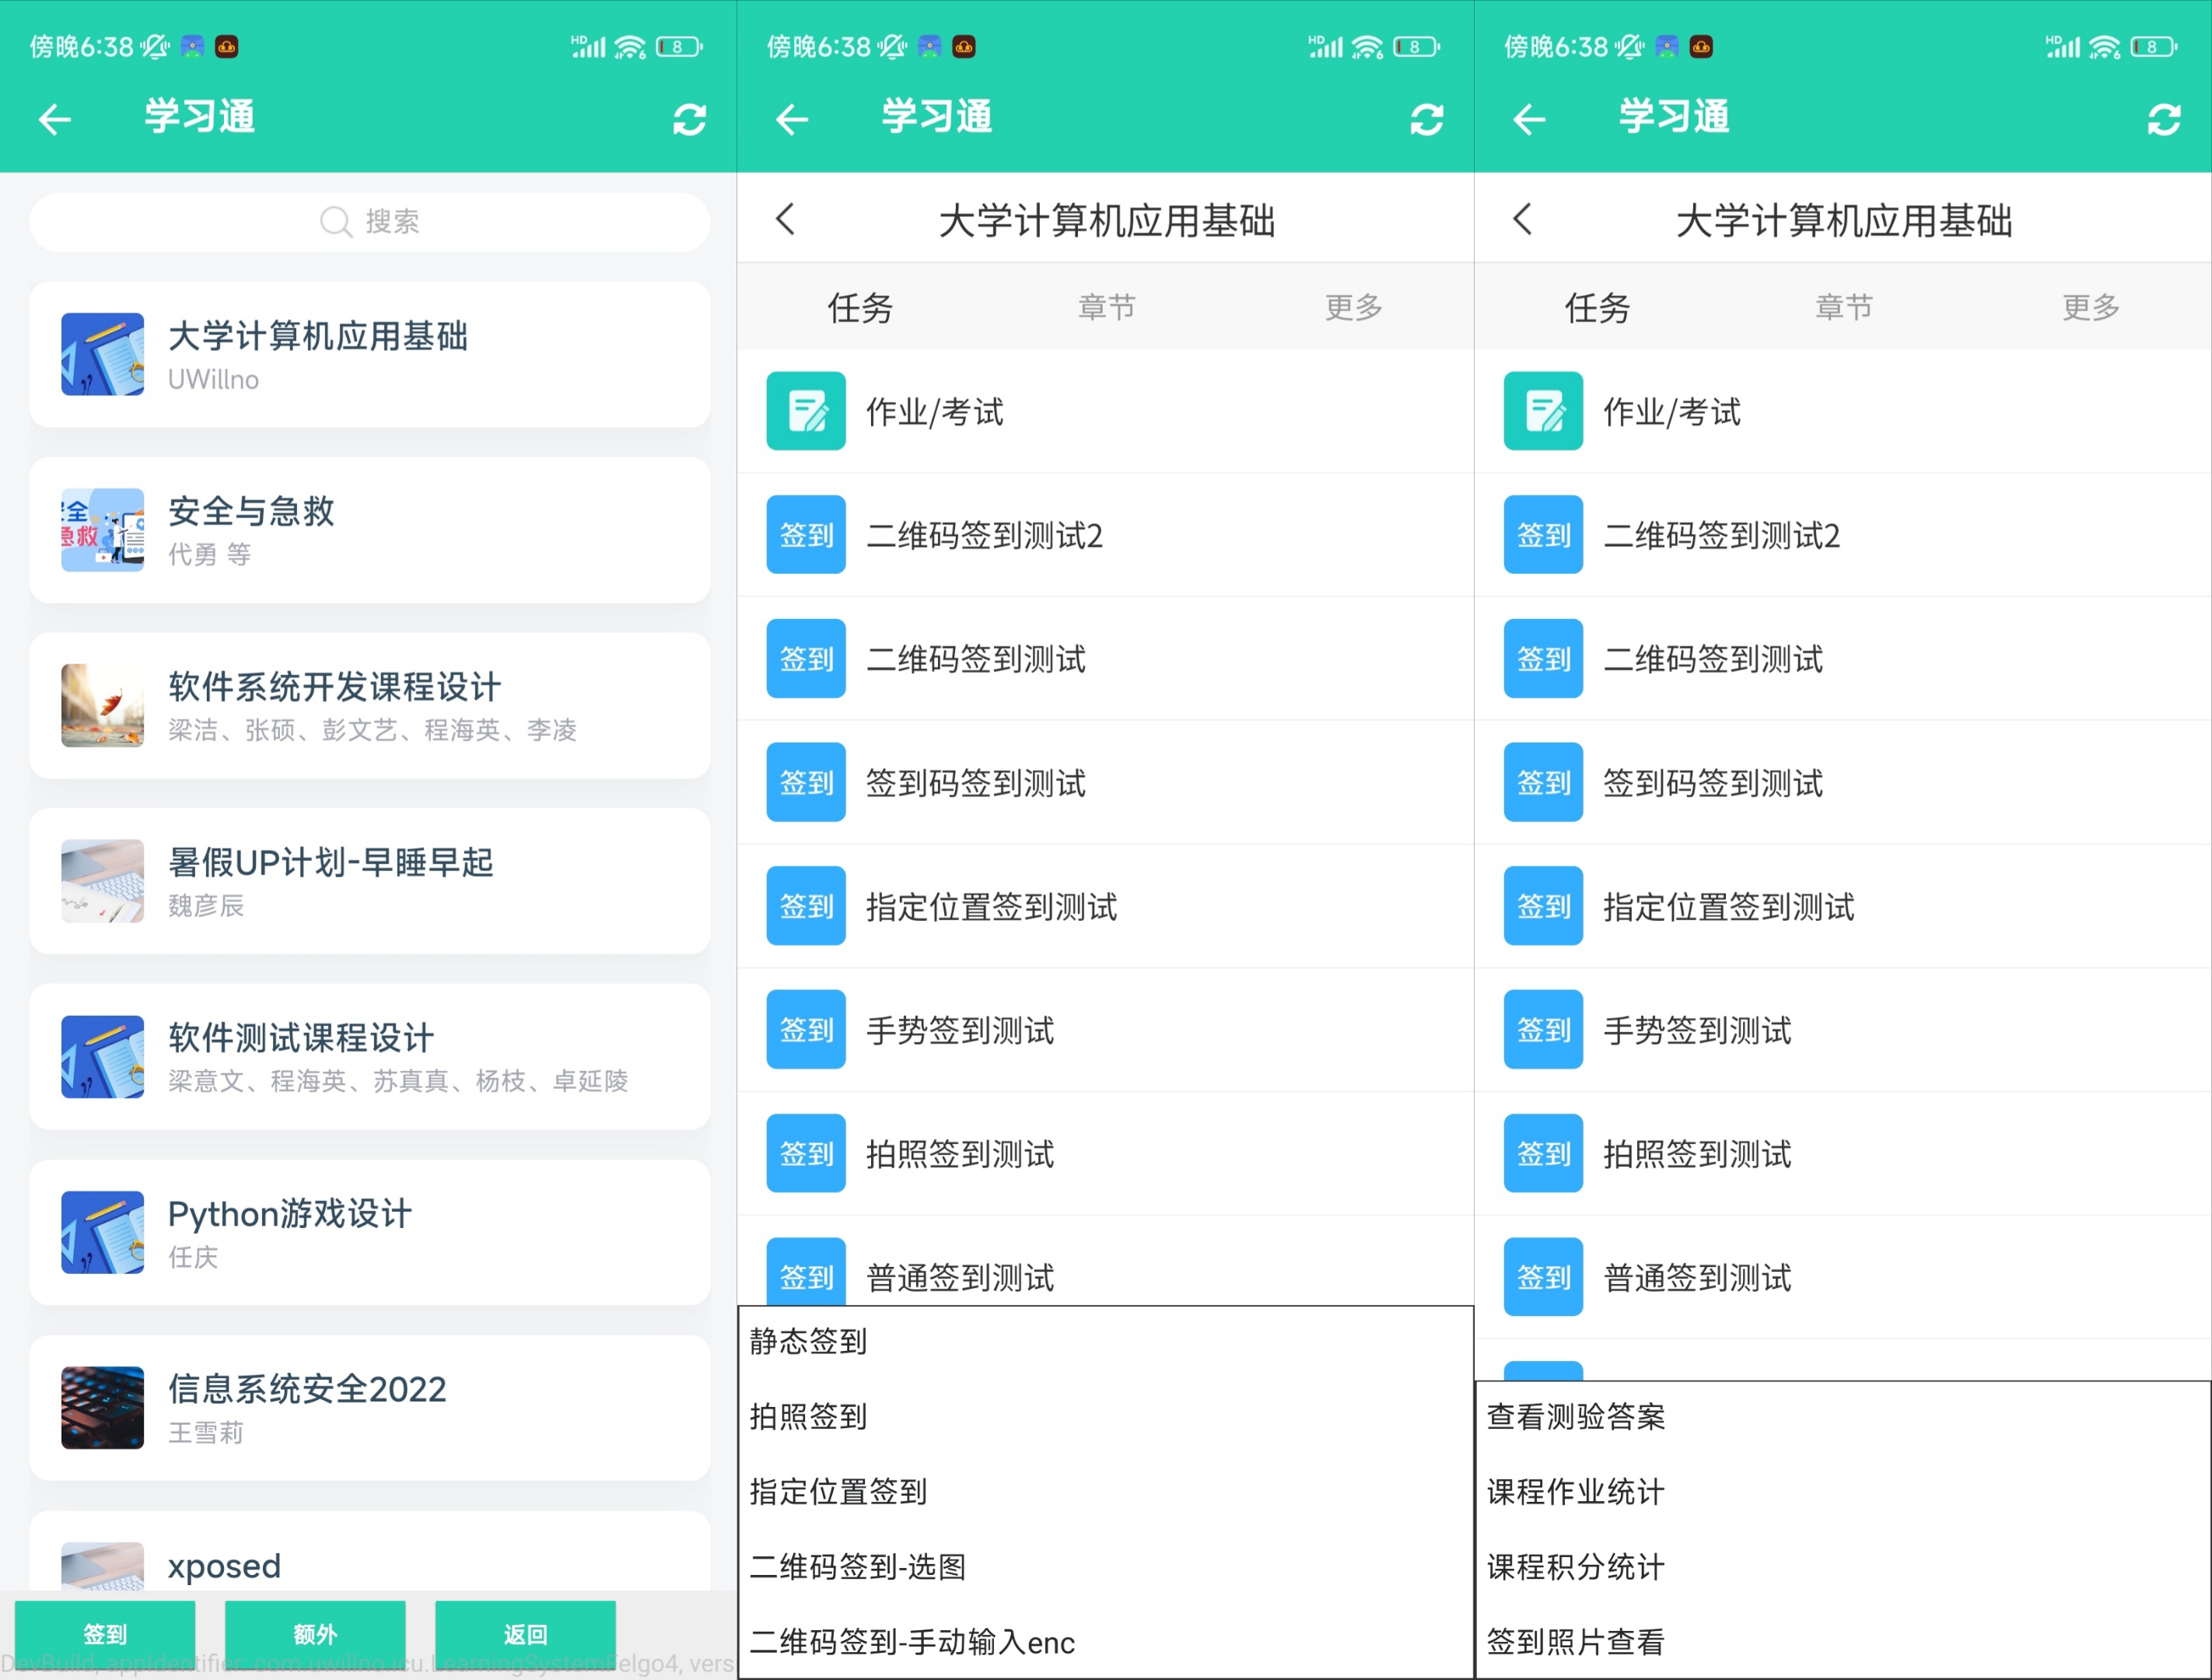 傍晚6:38
HD 6 8
学习通
搜索
大学计算机应用基础
UWillno
安全与急救
代勇 等
软件系统开发课程设计
梁洁、张硕、彭文艺、程海英、李凌
暑假UP计划-早睡早起
魏彦辰
软件测试课程设计
梁意文、程海英、苏真真、杨枝、卓延陵
Python游戏设计
任庆
信息系统安全2022
王雪莉
xposed
签到
额外
返回
DevBuild, appIdentifier: com.uwillno.icu.LearningSystemFelgo4, vers
傍晚6:38
HD 6 8
学习通
大学计算机应用基础
任务
章节
更多
作业/考试
签到 二维码签到测试2
签到 二维码签到测试
签到 签到码签到测试
签到 指定位置签到测试
签到 手势签到测试
签到 拍照签到测试
签到 普通签到测试
静态签到
拍照签到
指定位置签到
二维码签到-选图
二维码签到-手动输入enc
傍晚6:38
HD 6 8
学习通
大学计算机应用基础
任务
章节
更多
作业/考试
签到 二维码签到测试2
签到 二维码签到测试
签到 签到码签到测试
签到 指定位置签到测试
签到 手势签到测试
签到 拍照签到测试
签到 普通签到测试
查看测验答案
课程作业统计
课程积分统计
签到照片查看